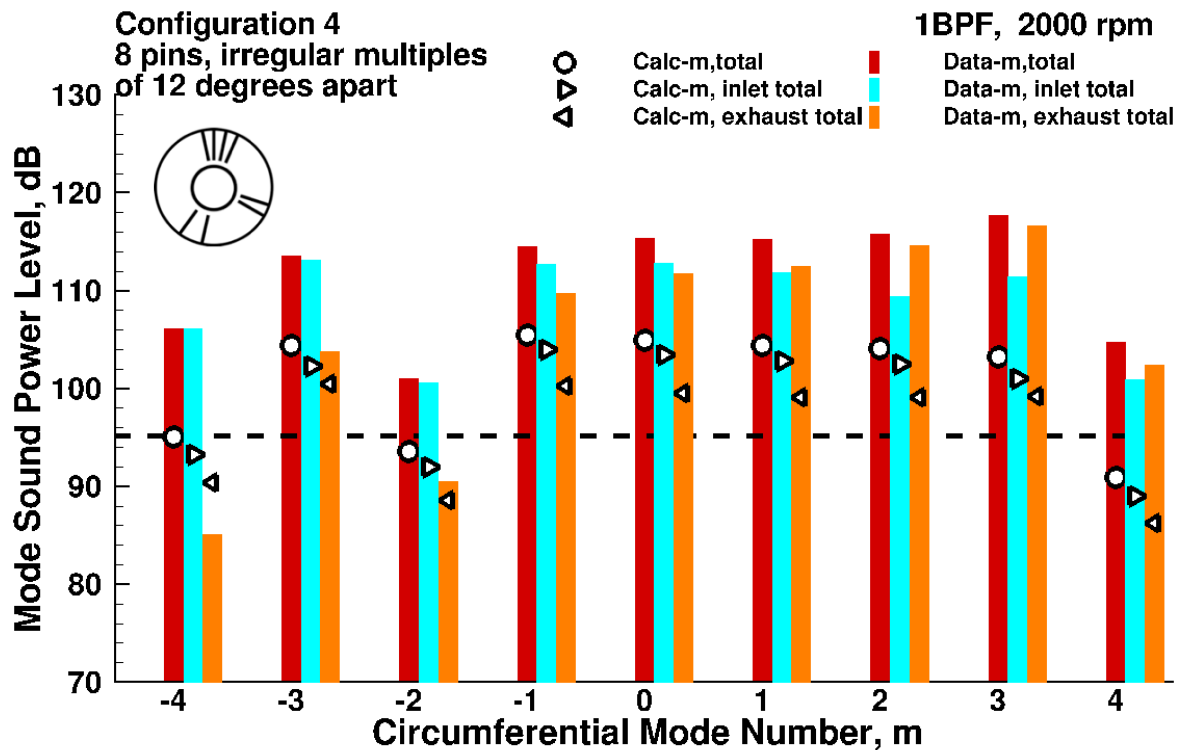 Configuration 4
8 pins, irregular multiples
of 12 degrees apart
1BPF, 2000 rpm
Calc-m,total
Calc-m, inlet total
Calc-m, exhaust total
Data-m,total
Data-m, inlet total
Data-m, exhaust total
Mode Sound Power Level, dB
130
120
110
100
90
80
70
-4 -3 -2 -1 0 1 2 3 4
Circumferential Mode Number, m